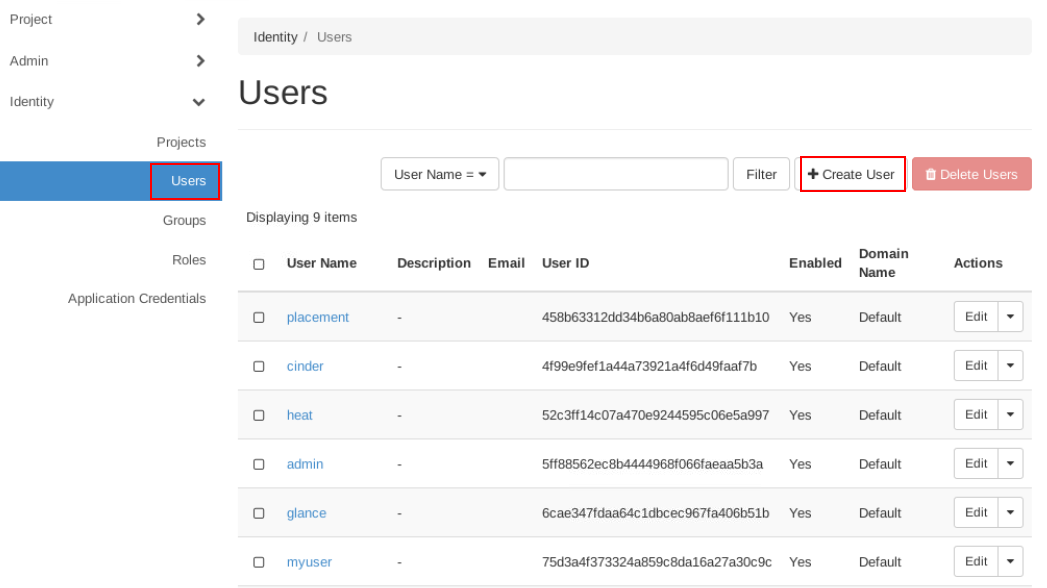 Project
Admin
Identity
Projects
Users
Groups
Roles
Application Credentials
Identity / Users
Users
User Name = Filter Create User Delete Users
Displaying 9 items
User Name Description Email User ID Enabled Domain Name Actions
placement - 458b63312dd34b6a80ab8aef6f111b10 Yes Default Edit
cinder - 4f99e9fef1a44a73921a4f6d49faaf7b Yes Default Edit
heat - 52c3ff14c07a470e9244595c06e5a997 Yes Default Edit
admin - 5ff88562ec8b4444968f066faeaa5b3a Yes Default Edit
glance - 6cae347fdaa64c1dbcec967fa406b51b Yes Default Edit
myuser - 75d3a4f373324a859c8da16a27a30c9c Yes Default Edit